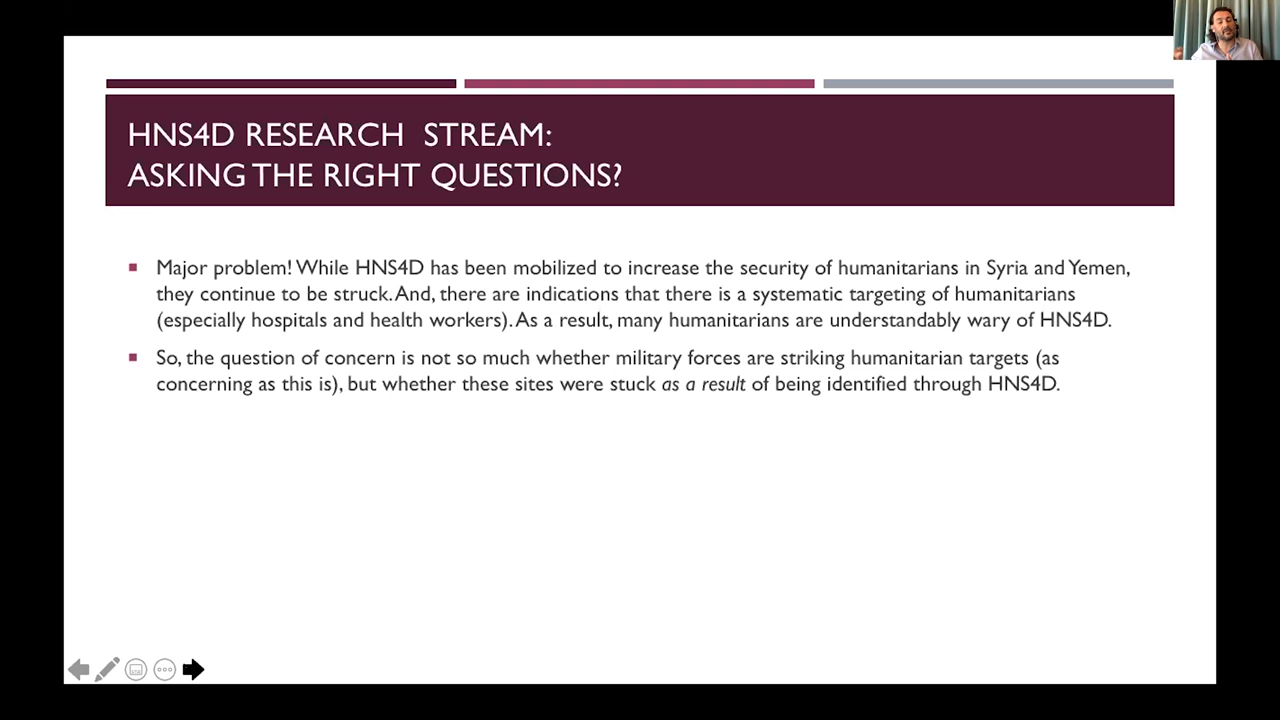 HNS4D RESEARCH STREAM:
ASKING THE RIGHT QUESTIONS?
Major problem! While HNS4D has been mobilized to increase the security of humanitarians in Syria and Yemen,
they continue to be struck. And, there are indications that there is a systematic targeting of humanitarians
(especially hospitals and health workers). As a result, many humanitarians are understandably wary of HNS4D.
So, the question of concern is not so much whether military forces are striking humanitarian targets (as
concerning as this is), but whether these sites were stuck as a result of being identified through HNS4D.